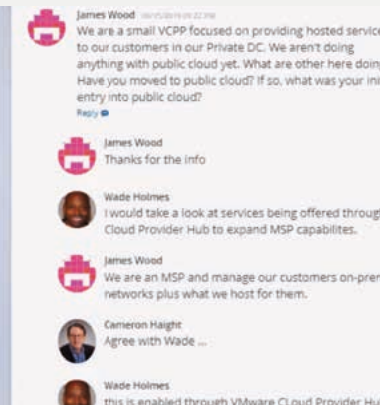 James Wood
We are a small VCPP focused on providing hosted service
to our customers in our Private DC. We aren't doing
anything with public cloud yet. What are other here doing
Have you moved to public cloud? If so, what was your ini
entry into public cloud?
Reply
James Wood
Thanks for the info
Wade Holmes
I would take a look at services being offered through
Cloud Provider Hub to expand MSP capabilites.
James Wood
We are an MSP and manage our customers on-prem
networks plus what we host for them.
Cameron Haight
Agree with Wade ...
Wade Holmes
this is enabled through VMware CLoud Provider Hu